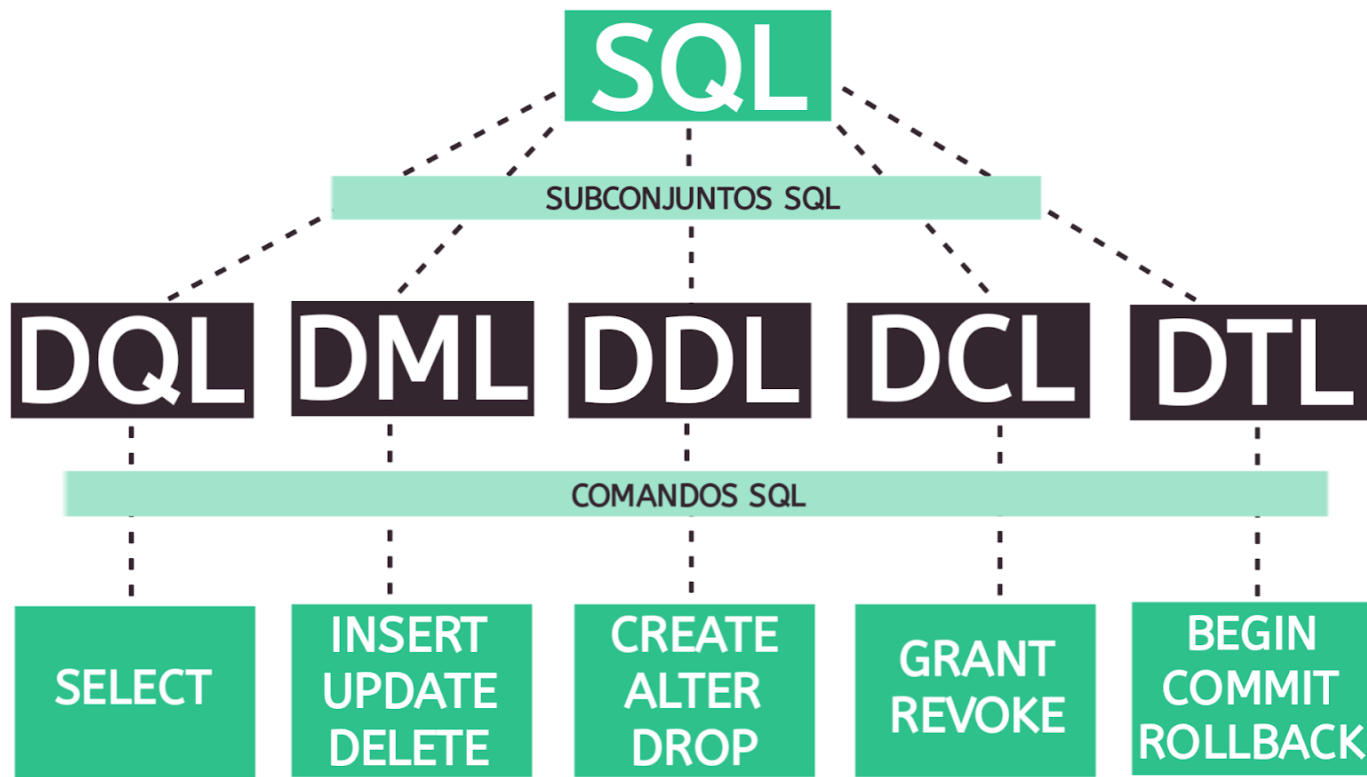 SQL
SUBCONJUNTOS SQL
DQL
DML
DDL
DCL
DTL
COMANDOS SQL
SELECT
INSERT
UPDATE
DELETE
CREATE
ALTER
DROP
GRANT
REVOKE
BEGIN
COMMIT
ROLLBACK